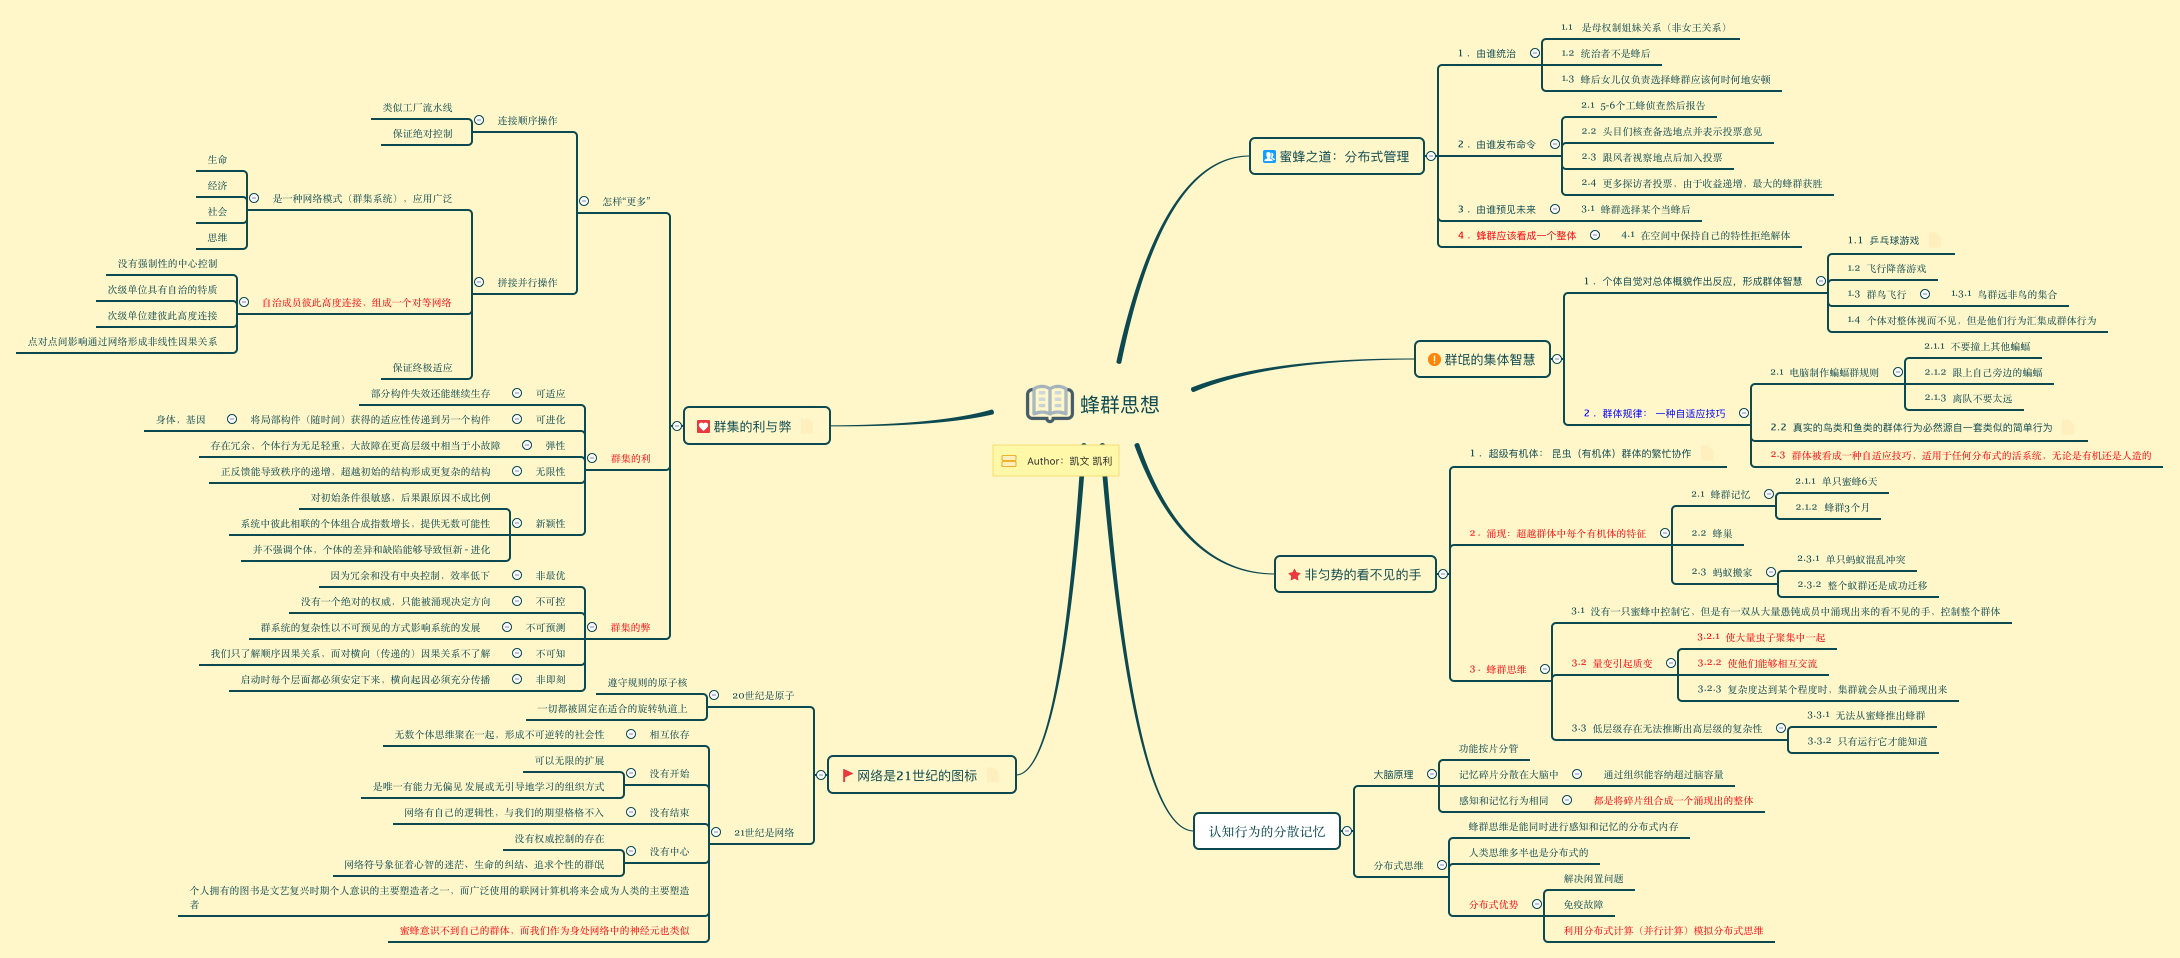 蜂群思想
Author：凯文 凯利
蜜蜂之道：分布式管理
1 ．由谁统治
1.1 是母权制姐妹关系（非女王关系）
1.2 统治者不是蜂后
1.3 蜂后女儿仅负责选择蜂群应该何时何地安顿
2 ．由谁发布命令
2.1 5-6个工蜂侦查然后报告
2.2 头目们核查备选地点并表示投票意见
2.3 跟风者视察地点后加入投票
2.4 更多探访者投票，由于收益递增，最大的蜂群获胜
3 ．由谁预见未来
3.1 蜂群选择某个当蜂后
4 ．蜂群应该看成一个整体
4.1 在空间中保持自己的特性拒绝解体
群氓的集体智慧
1 ．个体自觉对总体概貌作出反应，形成群体智慧
1.1 乒乓球游戏
1.2 飞行降落游戏
1.3 群鸟飞行
1.3.1 鸟群远非鸟的集合
1.4 个体对整体视而不见，但是他们行为汇集成群体行为
2 ．群体规律： 一种自适应技巧
2.1 电脑制作蝙蝠群规则
2.1.1 不要撞上其他蝙蝠
2.1.2 跟上自己旁边的蝙蝠
2.1.3 离队不要太远
2.2 真实的鸟类和鱼类的群体行为必然源自一套类似的简单行为
2.3 群体被看成一种自适应技巧，适用于任何分布式的活系统，无论是有机还是人造的
非匀势的看不见的手
1 ．超级有机体： 昆虫（有机体）群体的繁忙协作
2 ．涌现：超越群体中每个有机体的特征
2.1 蜂群记忆
2.1.1 单只蜜蜂6天
2.1.2 蜂群3个月
2.2 蜂巢
2.3 蚂蚁搬家
2.3.1 单只蚂蚁混乱冲突
2.3.2 整个蚁群还是成功迁移
3 ．蜂群思维
3.1 没有一只蜜蜂中控制它，但是有一双从大量愚钝成员中涌现出来的看不见的手，控制整个群体
3.2 量变引起质变
3.2.1 使大量虫子聚集中一起
3.2.2 使他们能够相互交流
3.2.3 复杂度达到某个程度时，集群就会从虫子涌现出来
3.3 低层级存在无法推断出高层级的复杂性
3.3.1 无法从蜜蜂推出蜂群
3.3.2 只有运行它才能知道
认知行为的分散记忆
大脑原理
功能按片分管
记忆碎片分散在大脑中
通过组织能容纳超过脑容量
感知和记忆行为相同
都是将碎片组合成一个涌现出的整体
分布式思维
蜂群思维是能同时进行感知和记忆的分布式内存
人类思维多半也是分布式的
分布式优势
解决闲置问题
免疫故障
利用分布式计算（并行计算）模拟分布式思维
群集的利与弊
怎样“更多”
连接顺序操作
类似工厂流水线
保证绝对控制
拼接并行操作
是一种网络模式（群集系统），应用广泛
生命
经济
社会
思维
自治成员彼此高度连接，组成一个对等网络
没有强制性的中心控制
次级单位具有自治的特质
次级单位建彼此高度连接
点对点间影响通过网络形成非线性因果关系
保证终极适应
群集的利
可适应
部分构件失效还能继续生存
可进化
将局部构件（随时间）获得的适应性传递到另一个构件
身体、基因
弹性
存在冗余，个体行为无足轻重，大故障在更高层级中相当于小故障
无限性
正反馈能导致秩序的递增，超越初始的结构形成更复杂的结构
新颖性
对初始条件很敏感，后果跟原因不成比例
系统中彼此相联的个体组合成指数增长，提供无数可能性
并不强调个体，个体的差异和缺陷能够导致恒新 - 进化
群集的弊
非最优
因为冗余和没有中央控制，效率低下
不可控
没有一个绝对的权威，只能被涌现决定方向
不可预测
群系统的复杂性以不可预见的方式影响系统的发展
不可知
我们只了解顺序因果关系，而对横向（传递的）因果关系不了解
非即刻
启动时每个层面都必须安定下来，横向起因必须充分传播
网络是21世纪的图标
20世纪是原子
遵守规则的原子核
一切都被固定在适合的旋转轨道上
21世纪是网络
相互依存
无数个体思维聚在一起，形成不可逆转的社会性
没有开始
可以无限的扩展
是唯一有能力无偏见 发展或无引导地学习的组织方式
没有结束
网络有自己的逻辑性，与我们的期望格格不入
没有中心
没有权威控制的存在
网络符号象征着心智的迷茫、生命的纠结、追求个性的群氓
个人拥有的图书是文艺复兴时期个人意识的主要塑造者之一，而广泛使用的联网计算机将来会成为人类的主要塑造
者
蜜蜂意识不到自己的群体，而我们作为身处网络中的神经元也类似